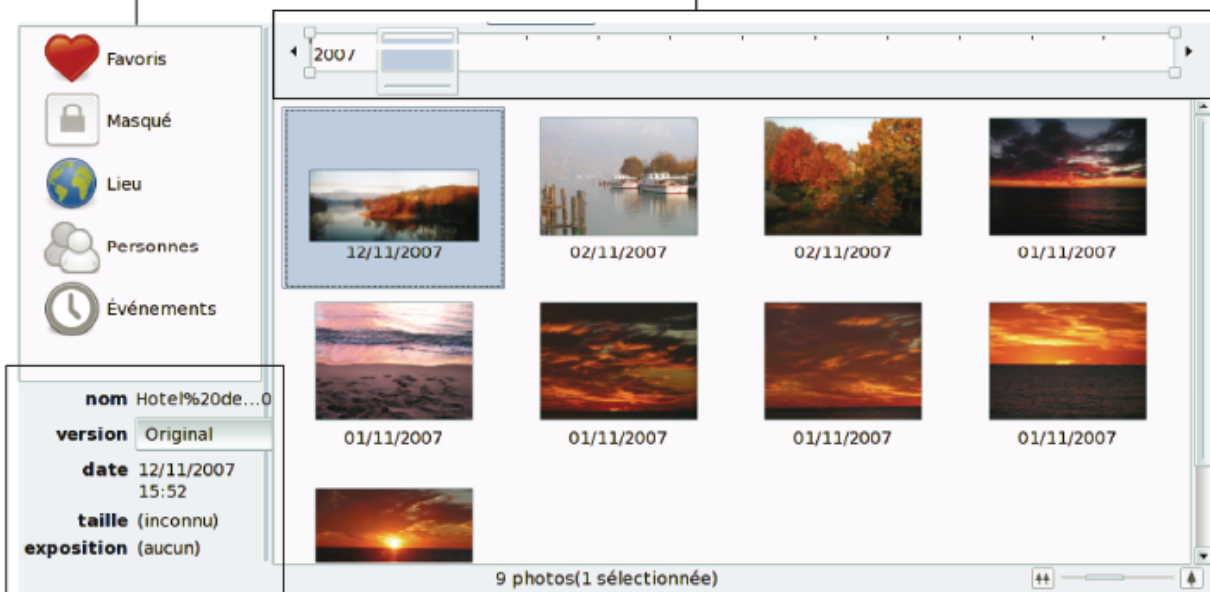 2007
Favoris
Masqué
Lieu
Personnes
Événements
12/11/2007
02/11/2007
02/11/2007
01/11/2007
01/11/2007
01/11/2007
01/11/2007
01/11/2007
nom Hotel%20de...0
version Original
date 12/11/2007
15:52
taille (inconnu)
exposition (aucun)
9 photos(1 sélectionnée)